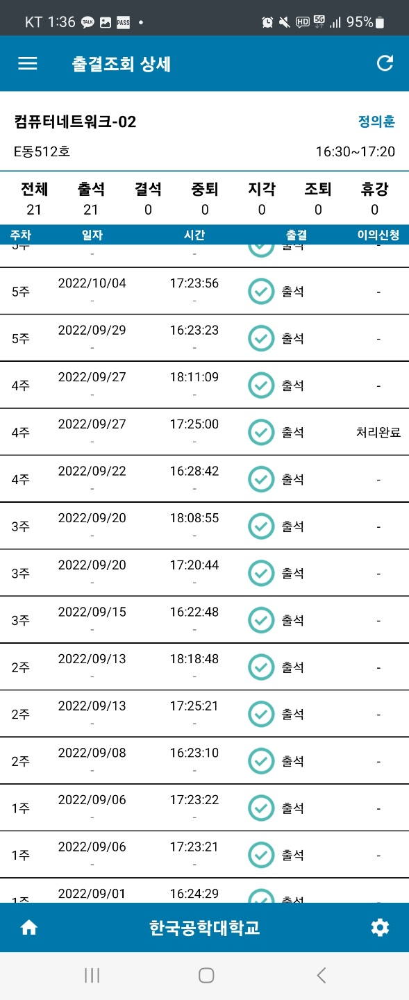 KT 1:36 TALK PASS HD 5G 95%
출결조회 상세
컴퓨터네트워크-02 정의훈
E동512호 16:30~17:20
전체 출석 결석 중퇴 지각 조퇴 휴강
21 21 0 0 0 0 0
주차 일자 시간 출결 이의신청
5주 - - 출석 -
5주 2022/10/04 - 17:23:56 - 출석 -
5주 2022/09/29 - 16:23:23 - 출석 -
4주 2022/09/27 - 18:11:09 - 출석 -
4주 2022/09/27 - 17:25:00 - 출석 처리완료
4주 2022/09/22 - 16:28:42 - 출석 -
3주 2022/09/20 - 18:08:55 - 출석 -
3주 2022/09/20 - 17:20:44 - 출석 -
3주 2022/09/15 - 16:22:48 - 출석 -
2주 2022/09/13 - 18:18:48 - 출석 -
2주 2022/09/13 - 17:25:21 - 출석 -
2주 2022/09/08 - 16:23:10 - 출석 -
1주 2022/09/06 - 17:23:22 - 출석 -
1주 2022/09/06 - 17:23:21 - 출석 -
1주 2022/09/01 16:24:29 출석
한국공학대학교